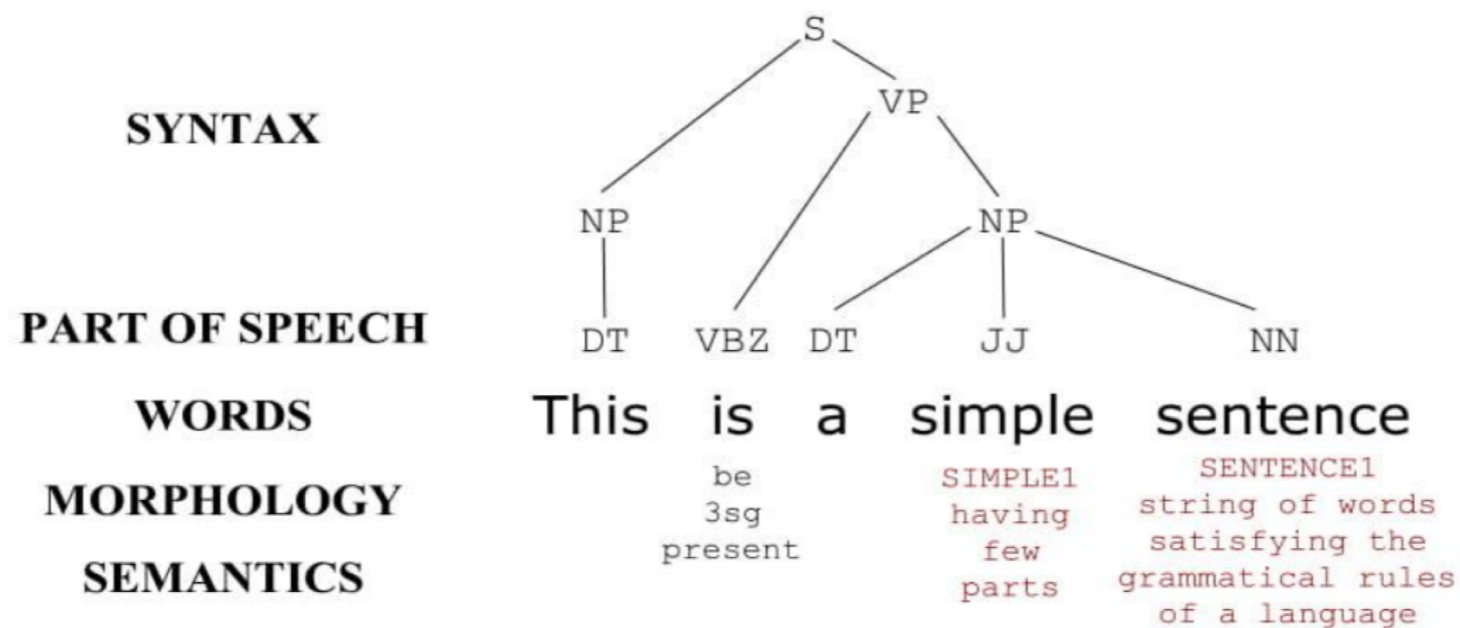 S
VP
SYNTAX
NP NP
PART OF SPEECH DT VBZ DT JJ NN
WORDS This is a simple sentence
MORPHOLOGY
SEMANTICS
be
3sg
present
SIMPLE1
having
few
parts
SENTENCE1
string of words
satisfying the
grammatical rules
of a language